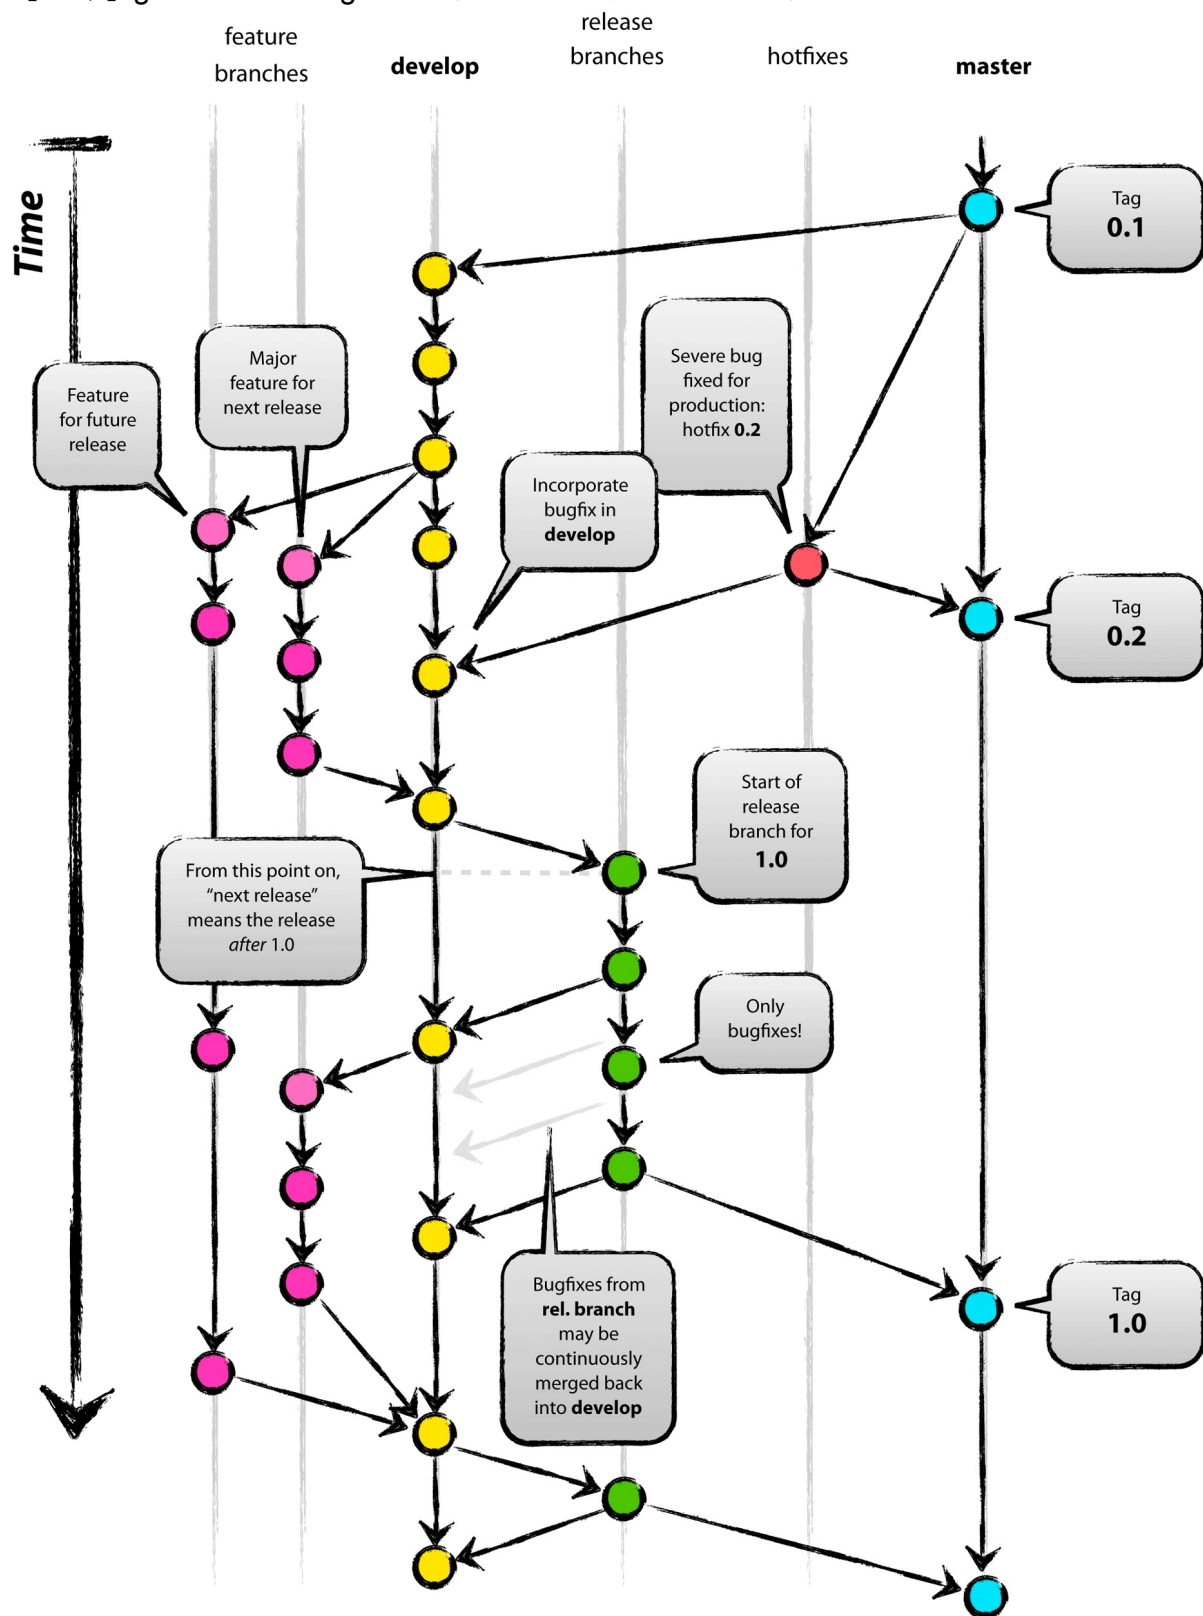 feature
branches
develop
release
branches
hotfixes
master
Time
Tag
0.1
Major
feature for
next release
Severe bug
fixed for
production:
hotfix 0.2
Feature
for future
release
Incorporate
bugfix in
develop
Tag
0.2
Start of
release
branch for
1.0
From this point on,
“next release”
means the release
after 1.0
Only
bugfixes!
Bugfixes from
rel. branch
may be
continuously
merged back
into develop
Tag
1.0